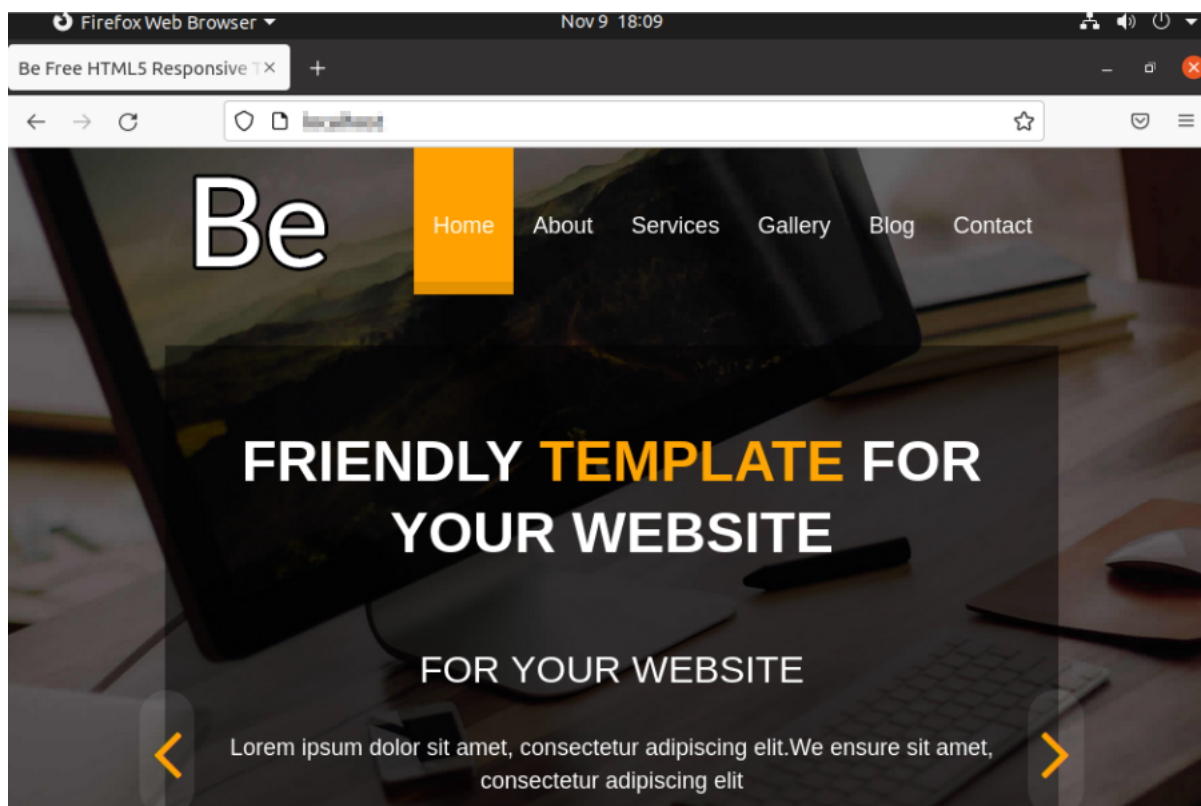 Firefox Web Browser
Nov 9 18:09
Be Free HTML5 Responsive
Be
Home About Services Gallery Blog Contact
FRIENDLY TEMPLATE FOR
YOUR WEBSITE
FOR YOUR WEBSITE
Lorem ipsum dolor sit amet, consectetur adipiscing elit.We ensure sit amet,
consectetur adipiscing elit